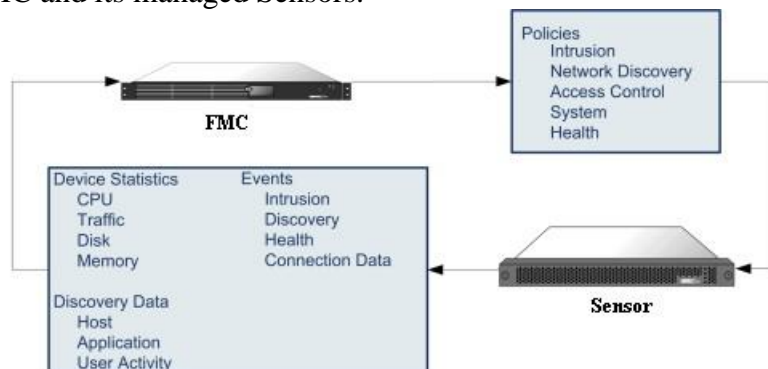 and its managed Sensors.
Policies
Intrusion
Network Discovery
Access Control
System
Health
FMC
Device Statistics
CPU
Traffic
Disk
Memory
Discovery Data
Host
Application
User Activity
Events
Intrusion
Discovery
Health
Connection Data
Sensor